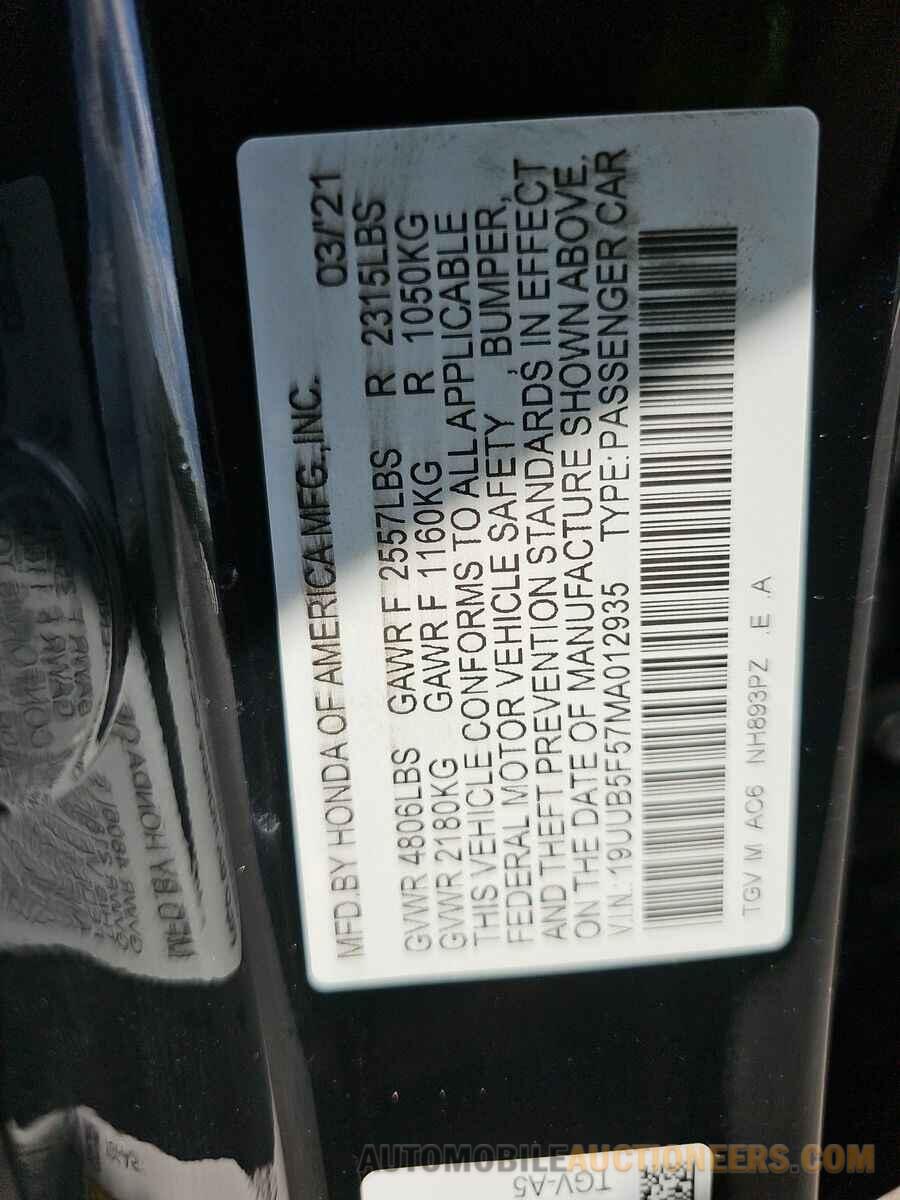 MFD.BY HONDA OF AMERICA MFG.,INC. 03/'21
GVWR 4806LBS GAWR F 2557LBS R 2315LBS
GVWR 2180KG GAWR F 1160KG R 1050KG
THIS VEHICLE CONFORMS TO ALL APPLICABLE
FEDERAL MOTOR VEHICLE SAFETY , BUMPER,
AND THEFT PREVENTION STANDARDS IN EFFECT
ON THE DATE OF MANUFACTURE SHOWN ABOVE.
V.I.N.:19UUB5F57MA012935 TYPE:PASSENGER CAR
TGV M AC6 NH893PZ .E .A
TGV-A5
AUTOMOBILEAUCTIONEERS.COM